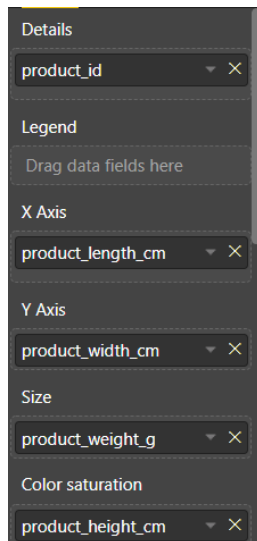 Details
product_id
Legend
Drag data fields here
X Axis
product_length_cm
Y Axis
product_width_cm
Size
product_weight_g
Color saturation
product_height_cm